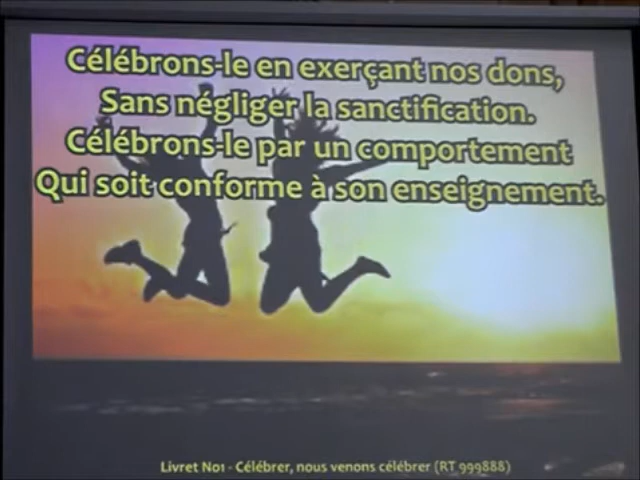 Célébrons-le en exerçant nos dons,
Sans négliger la sanctification.
Célébrons-le par un comportement
Qui soit conforme à son enseignement.
Livret No1 - Célébrer, nous venons célébrer (RT 999888)